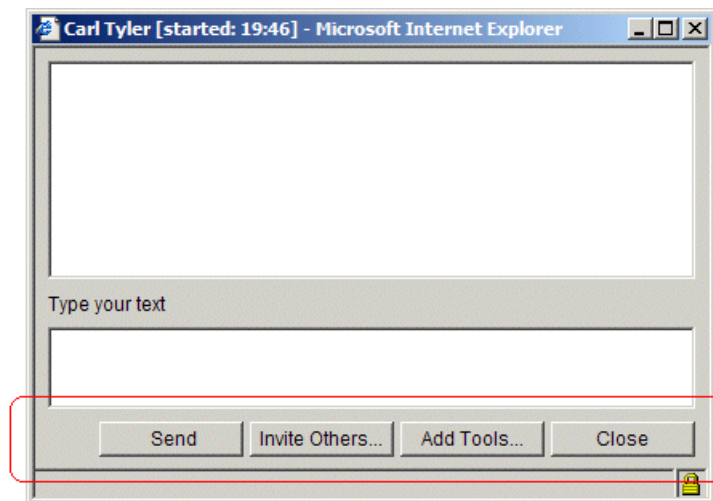 Carl Tyler [started: 19:46] - Microsoft Internet Explorer
Type your text
Send Invite Others... Add Tools... Close